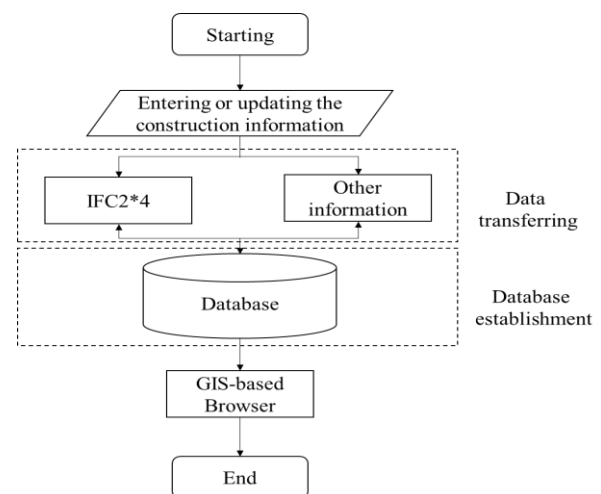 Starting
Entering or updating the
construction information
IFC2*4
Other
information
Data
transferring
Database
Database
establishment
GIS-based
Browser
End